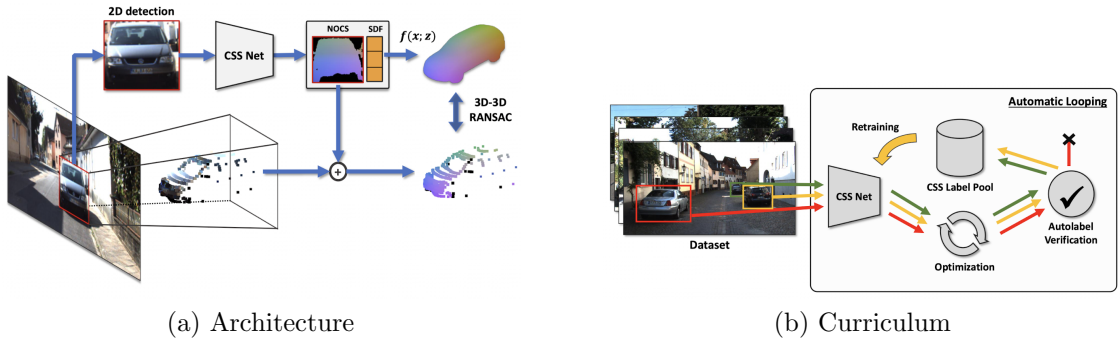 2D detection
CSS Net
NOCS
SDF
f(x; z)
3D-3D
RANSAC
+
(a) Architecture
Automatic Looping
Retraining
CSS Label Pool
CSS Net
Dataset
Optimization
Autolabel
Verification
(b) Curriculum